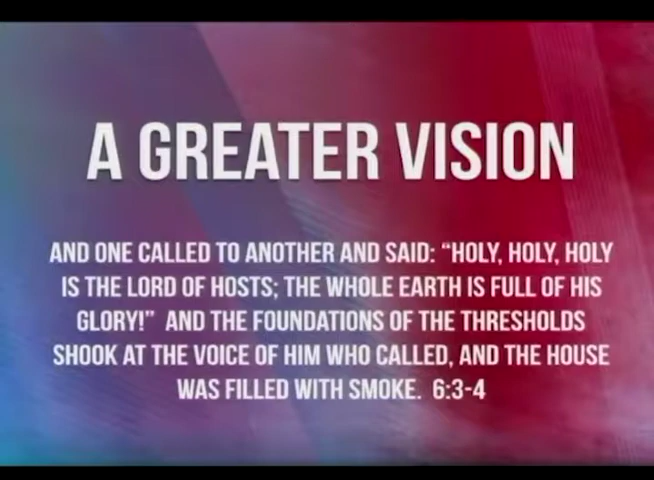 A GREATER VISION
AND ONE CALLED TO ANOTHER AND SAID: “HOLY, HOLY, HOLY
IS THE LORD OF HOSTS; THE WHOLE EARTH IS FULL OF HIS
GLORY!” AND THE FOUNDATIONS OF THE THRESHOLDS
SHOOK AT THE VOICE OF HIM WHO CALLED, AND THE HOUSE
WAS FILLED WITH SMOKE. 6:3-4